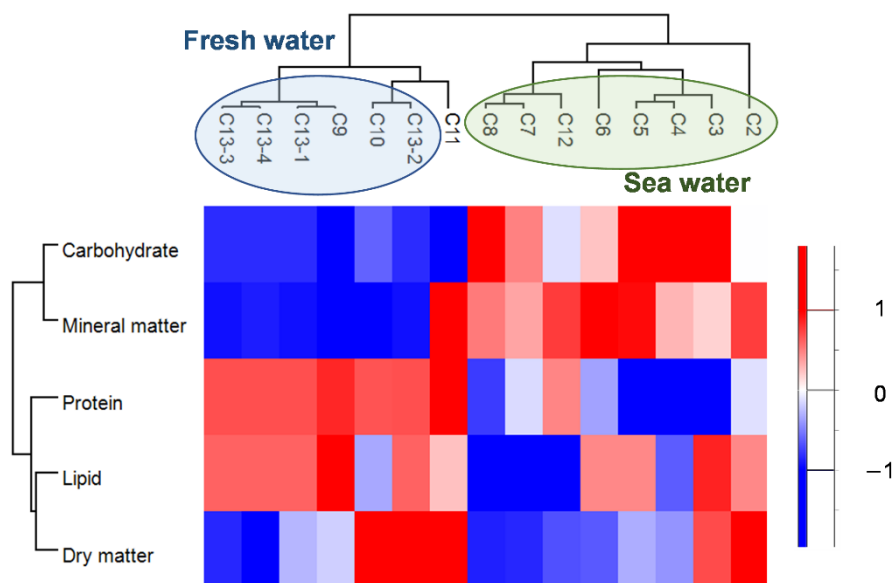 Fresh water
C13-3
C13-4
C13-1
C9
C10
C13-2
C11
C8
C7
C12
C6
C5
C4
C3
C2
Sea water
Carbohydrate
Mineral matter
Protein
Lipid
Dry matter
1
0
−1